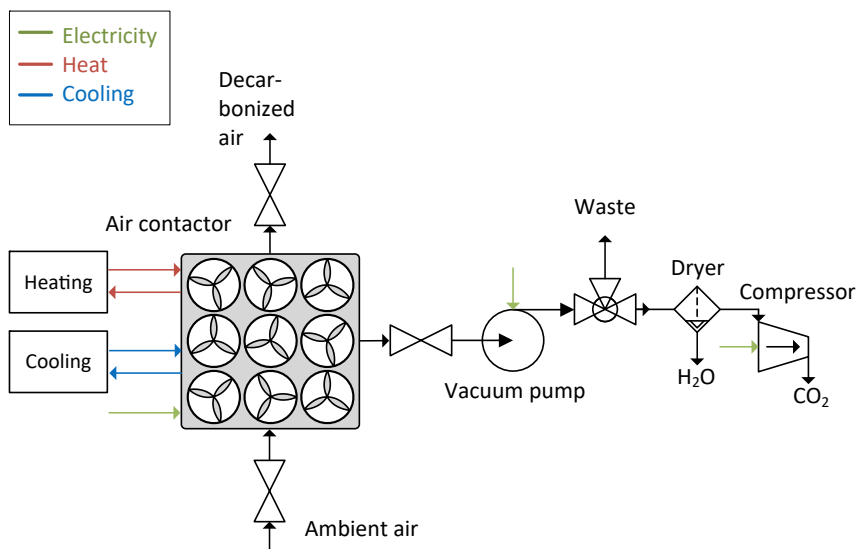 Electricity
Heat
Cooling
Decar-
bonized
air
Air contactor
Waste
Heating
Dryer
Compressor
Cooling
Vacuum pump
H₂O
CO₂
Ambient air